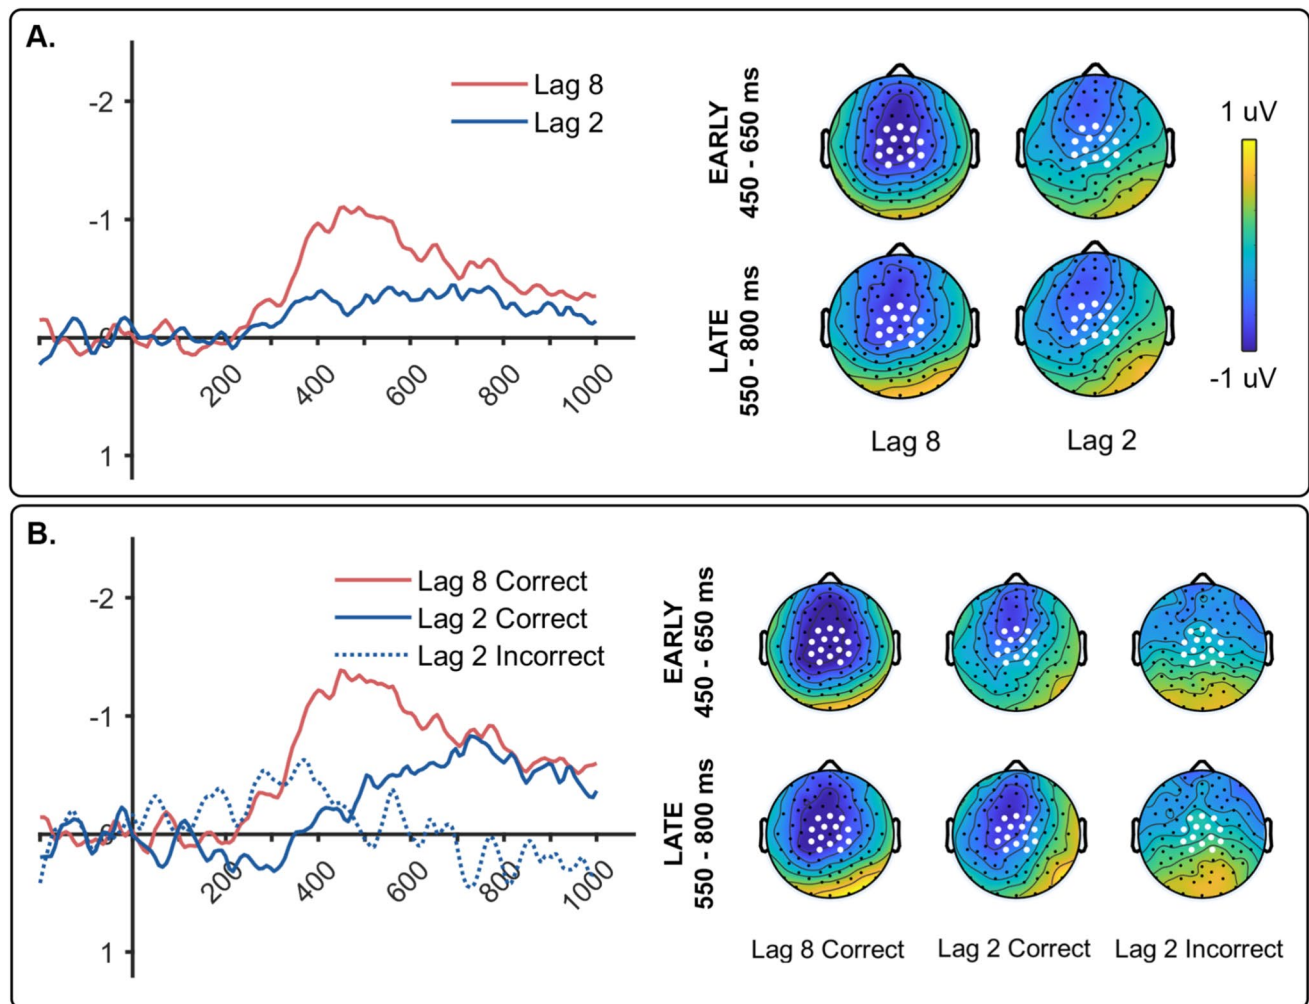 A.
-2
-1
0
1
200
400
600
800
1000
Lag 8
Lag 2
EARLY
450 - 650 ms
LATE
550 - 800 ms
Lag 8
Lag 2
1 uV
-1 uV
B.
-2
-1
0
1
200
400
600
800
1000
Lag 8 Correct
Lag 2 Correct
Lag 2 Incorrect
EARLY
450 - 650 ms
LATE
550 - 800 ms
Lag 8 Correct
Lag 2 Correct
Lag 2 Incorrect